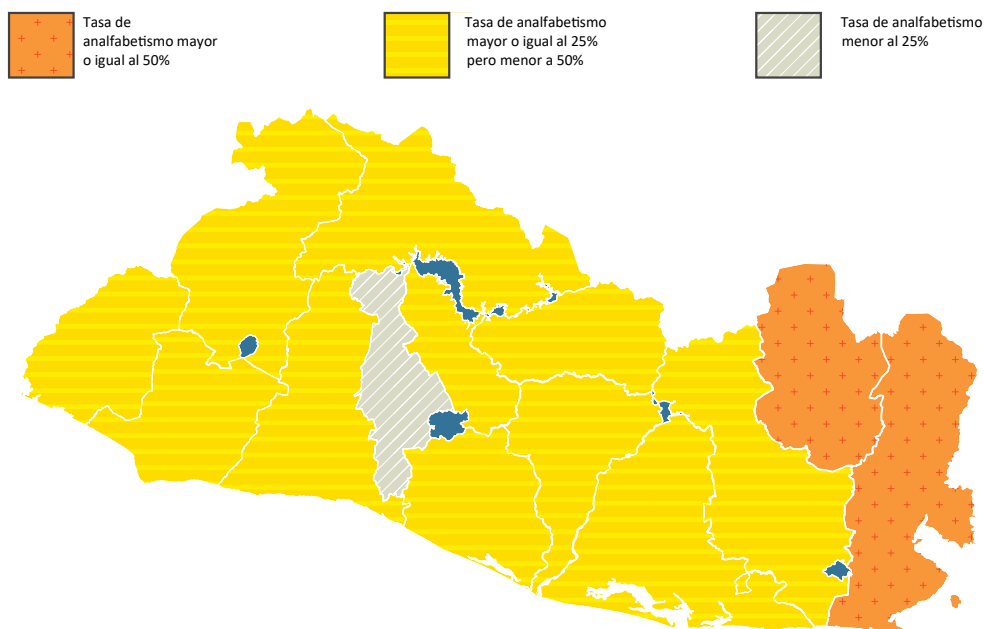 Tasa de
analfabetismo mayor
o igual al 50%
Tasa de analfabetismo
mayor o igual al 25%
pero menor a 50%
Tasa de analfabetismo
menor al 25%